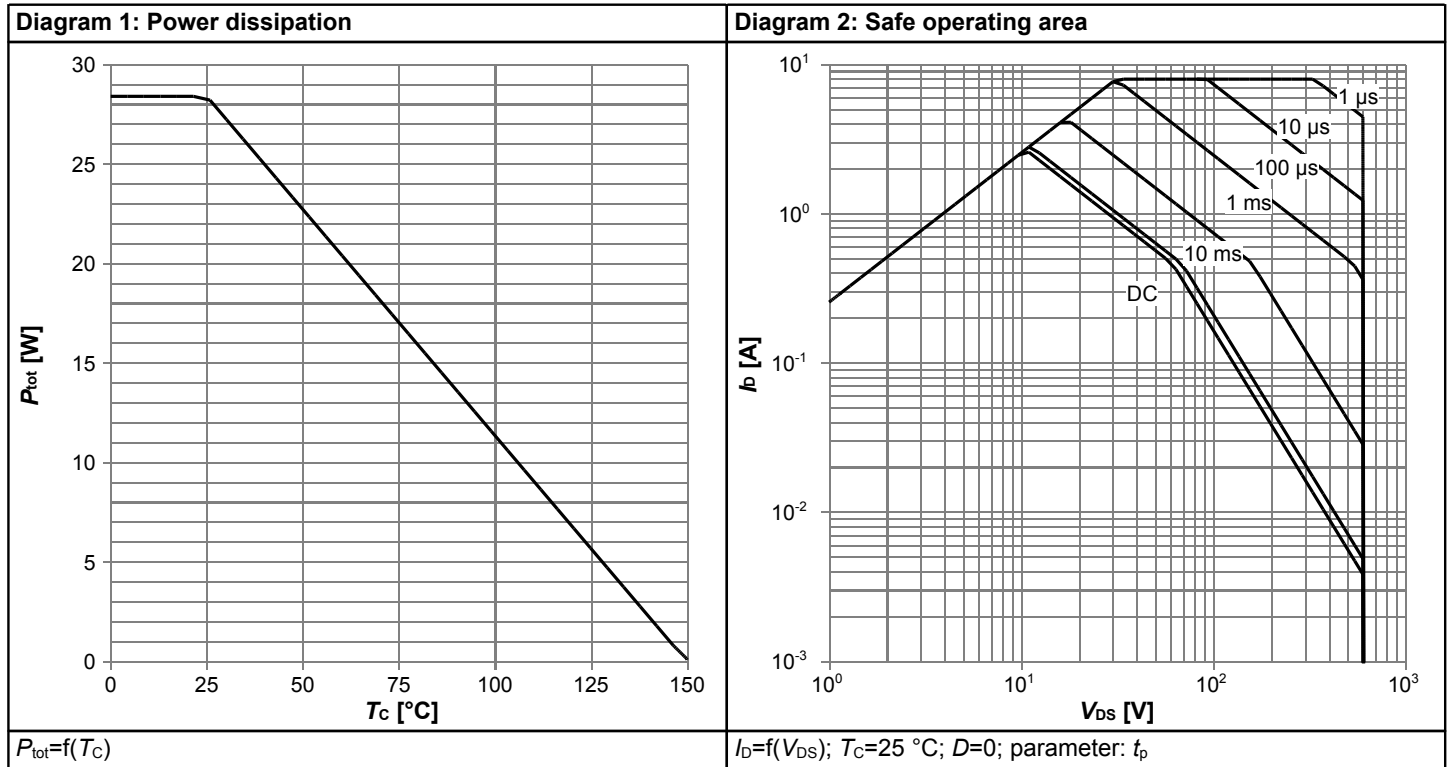 Diagram 1: Power dissipation
30
25
20
15
10
5
0
0 25 50 75 100 125 150
Ptot [W]
TC [°C]
Ptot=f(TC)
Diagram 2: Safe operating area
10¹
10⁰
10⁻¹
10⁻²
10⁻³
10⁰ 10¹ 10² 10³
1 µs
10 µs
100 µs
1 ms
10 ms
DC
ID [A]
VDS [V]
ID=f(VDS); TC=25 °C; D=0; parameter: tp